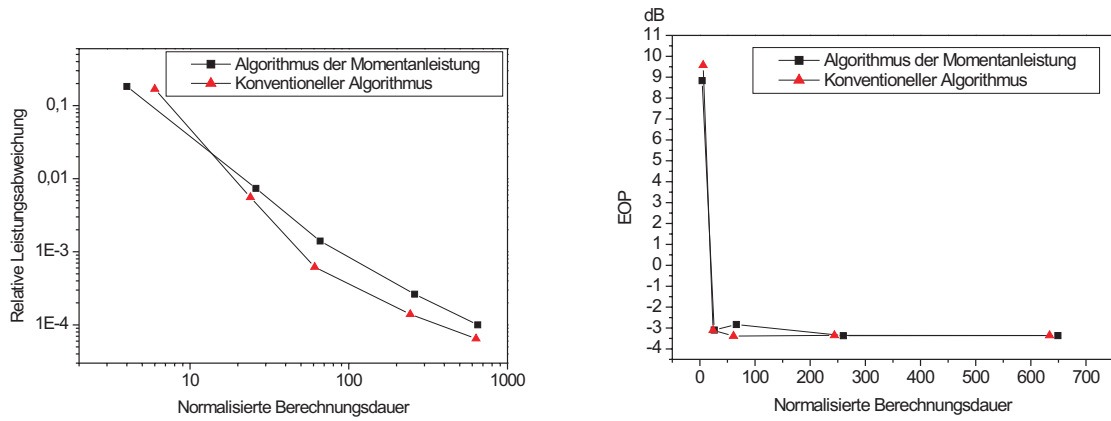 Algorithmus der Momentanleistung
Konventioneller Algorithmus
0,1
0,01
1E-3
1E-4
10
100
1000
Relative Leistungsabweichung
Normalisierte Berechnungsdauer
dB
Algorithmus der Momentanleistung
Konventioneller Algorithmus
11
10
9
8
7
6
5
4
3
2
1
0
-1
-2
-3
-4
0
100
200
300
400
500
600
700
EOP
Normalisierte Berechnungsdauer